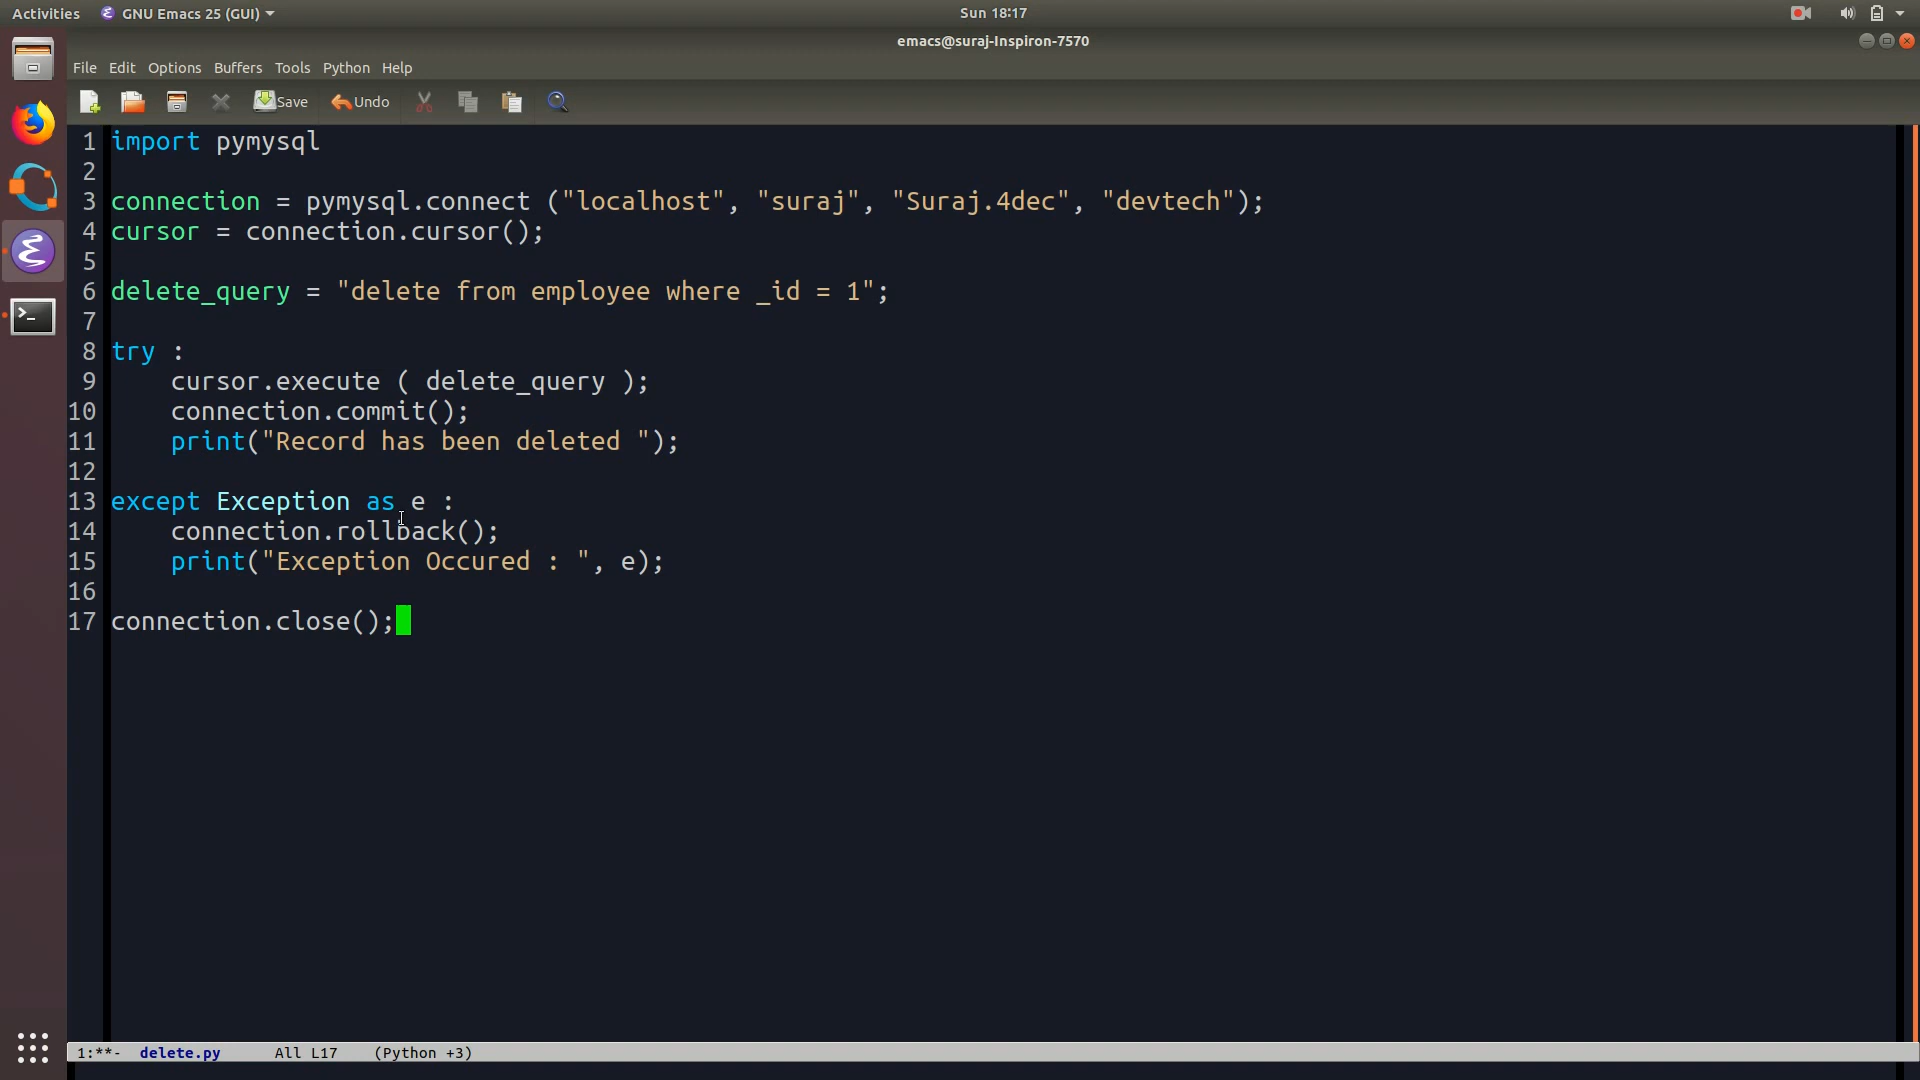 Activities GNU Emacs 25 (GUI) Sun 18:17
emacs@suraj-Inspiron-7570
File Edit Options Buffers Tools Python Help
Save Undo
1 import pymysql
2
3 connection = pymysql.connect ("localhost", "suraj", "Suraj.4dec", "devtech");
4 cursor = connection.cursor();
5
6 delete_query = "delete from employee where _id = 1";
7
8 try :
9     cursor.execute ( delete_query );
10     connection.commit();
11     print("Record has been deleted ");
12
13 except Exception as e :
14     connection.rollback();
15     print("Exception Occured : ", e);
16
17 connection.close();
1:**- delete.py All L17 (Python +3)